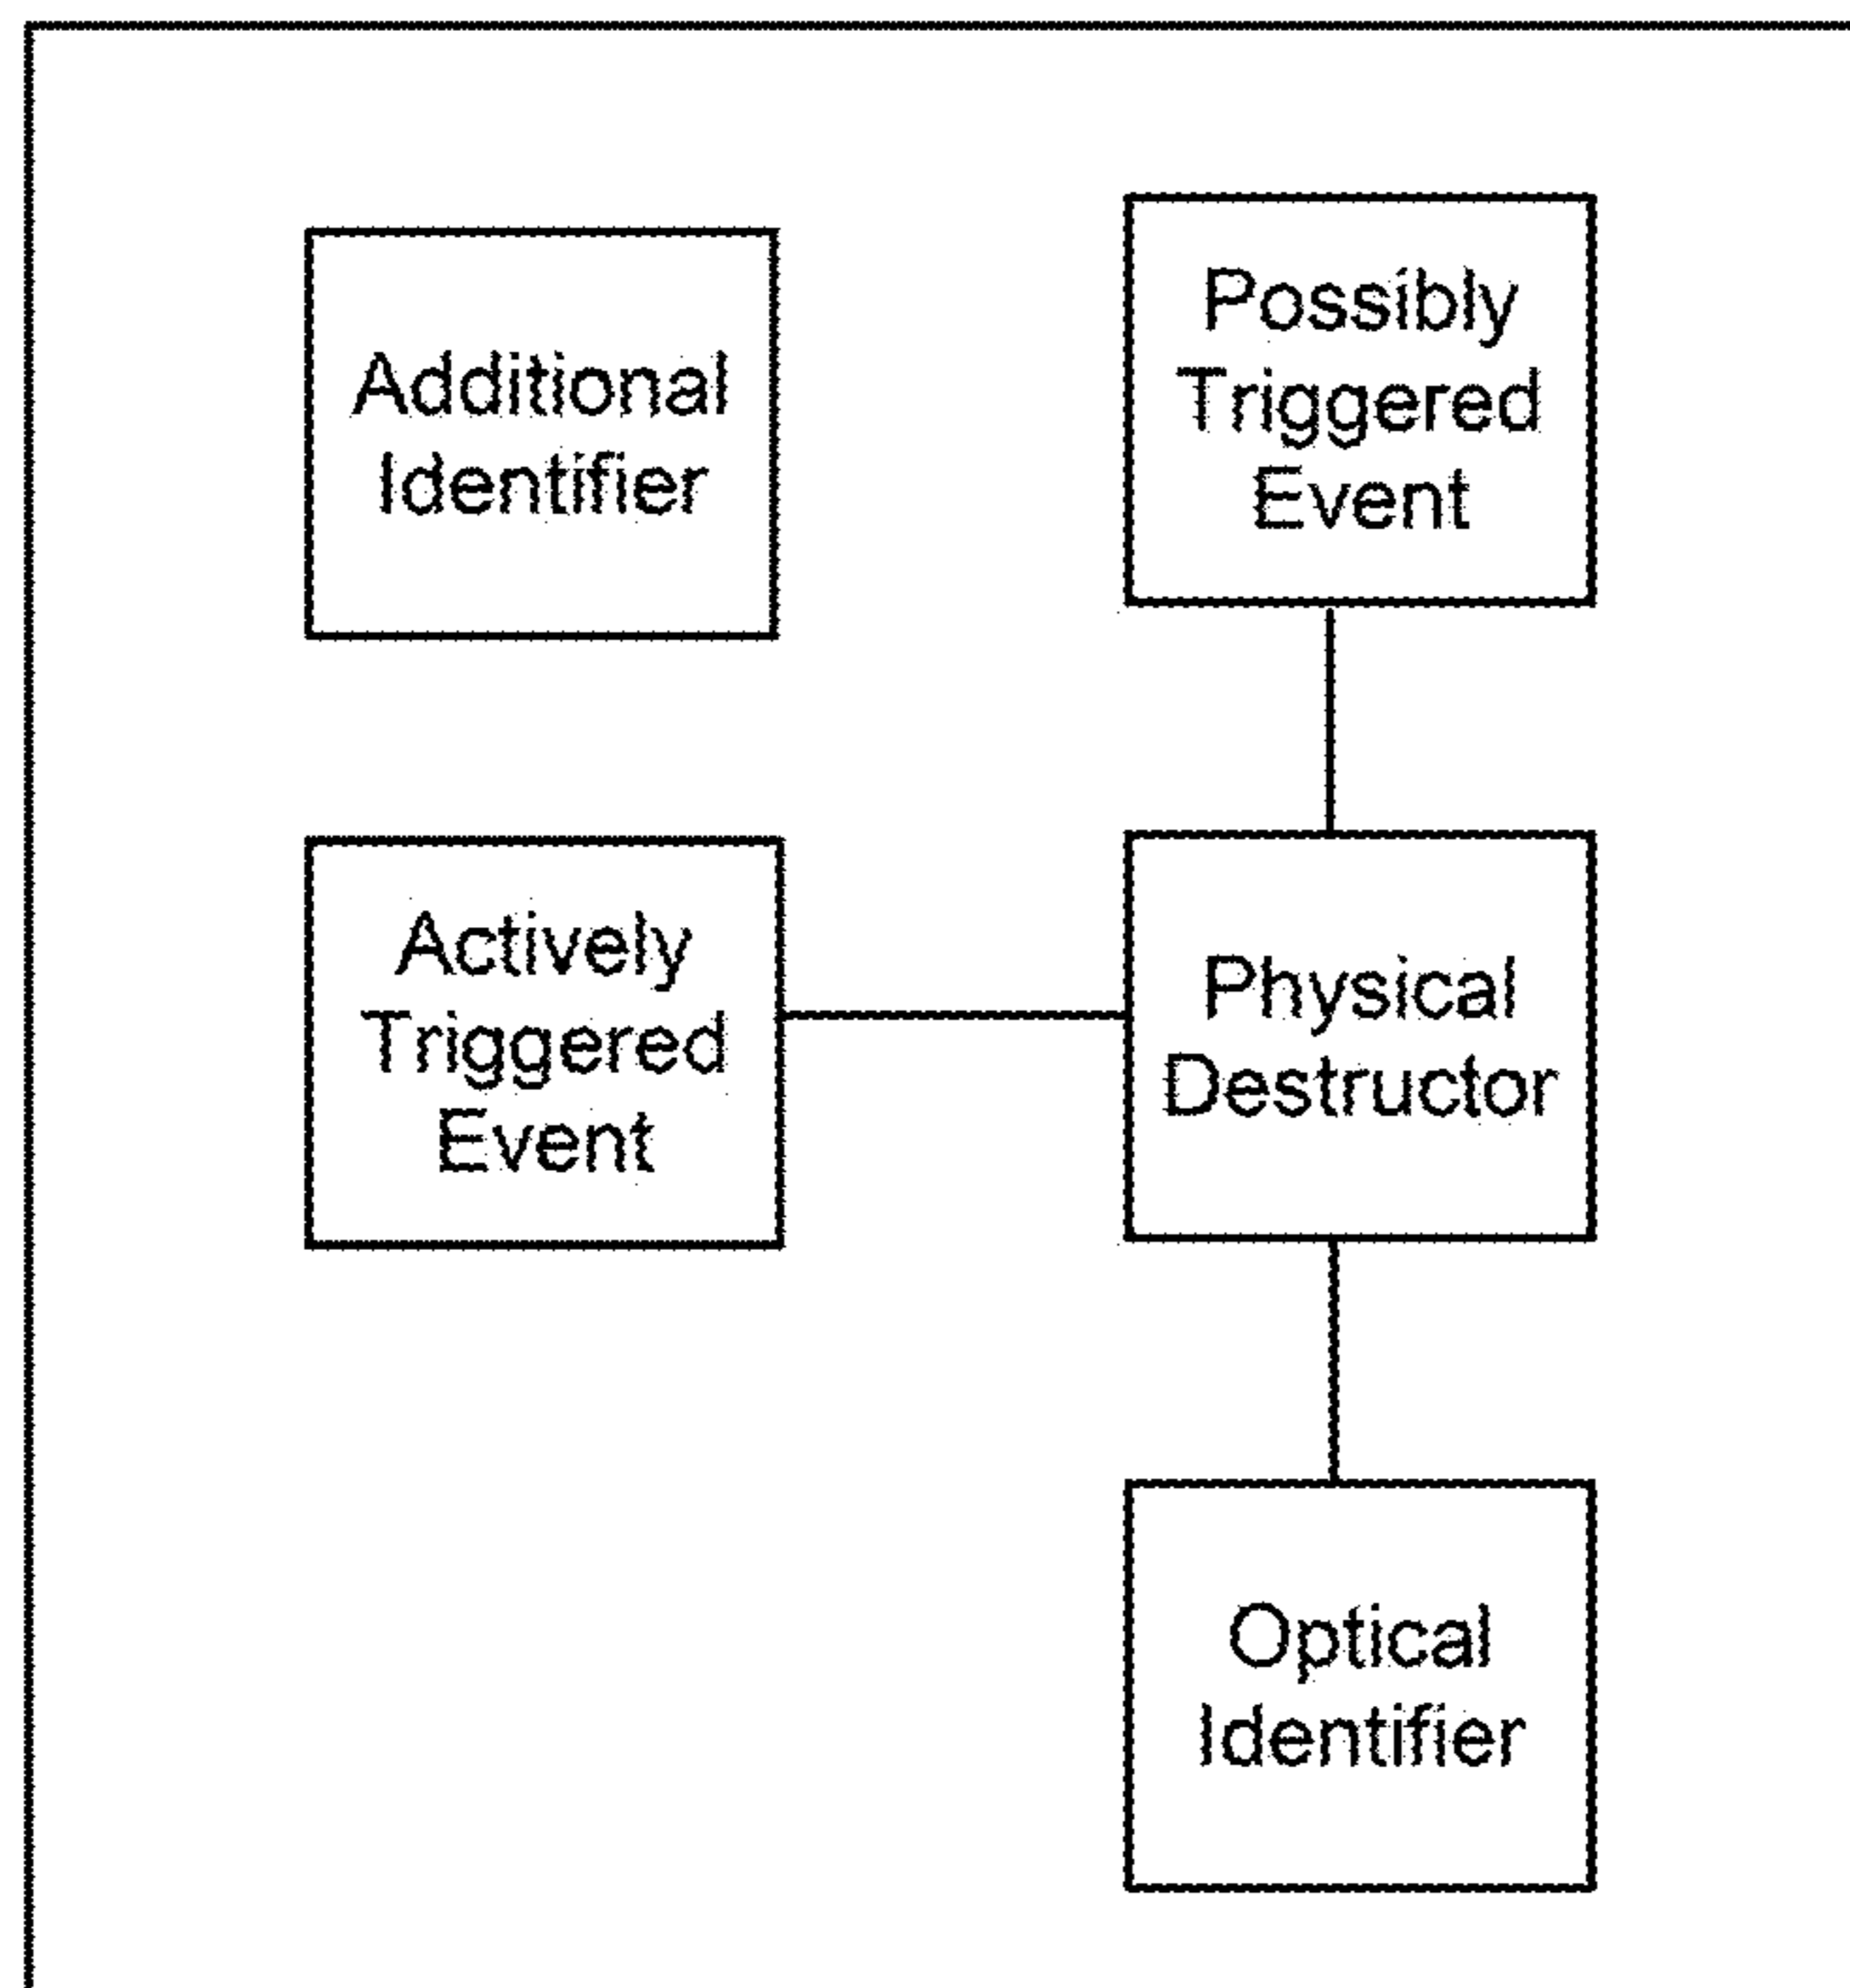 Additional
Identifier
Possibly
Triggered
Event
Actively
Triggered
Event
Physical
Destructor
Optical
Identifier